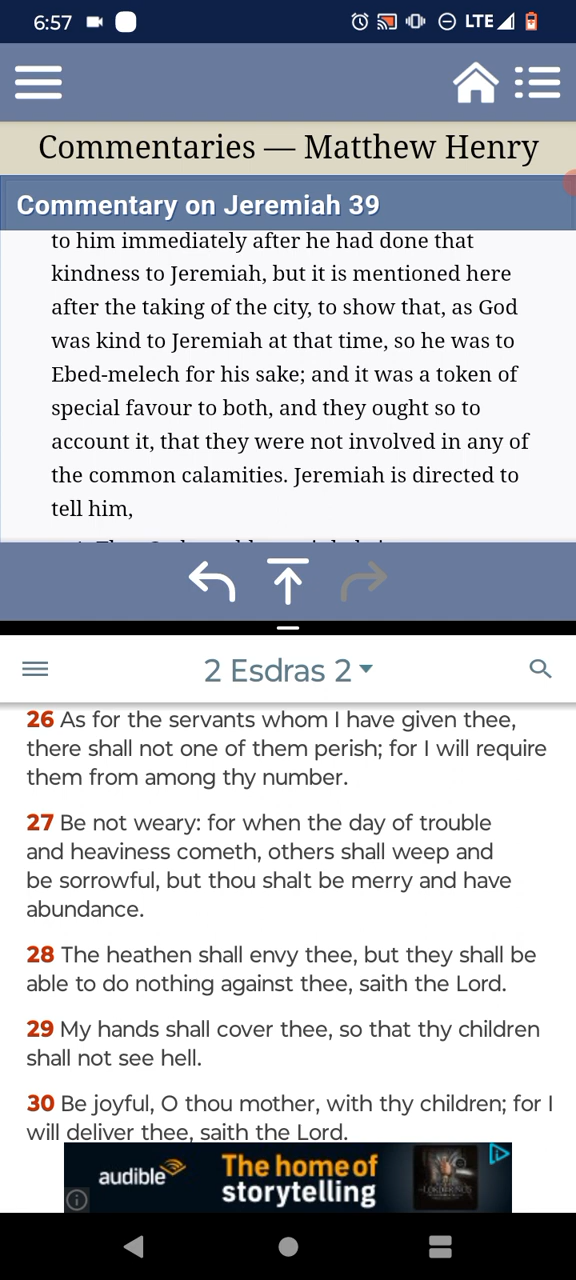 6:57
LTE
Commentaries — Matthew Henry
Commentary on Jeremiah 39
to him immediately after he had done that
kindness to Jeremiah, but it is mentioned here
after the taking of the city, to show that, as God
was kind to Jeremiah at that time, so he was to
Ebed-melech for his sake; and it was a token of
special favour to both, and they ought so to
account it, that they were not involved in any of
the common calamities. Jeremiah is directed to
tell him,
2 Esdras 2
26 As for the servants whom I have given thee,
there shall not one of them perish; for I will require
them from among thy number.
27 Be not weary: for when the day of trouble
and heaviness cometh, others shall weep and
be sorrowful, but thou shalt be merry and have
abundance.
28 The heathen shall envy thee, but they shall be
able to do nothing against thee, saith the Lord.
29 My hands shall cover thee, so that thy children
shall not see hell.
30 Be joyful, O thou mother, with thy children; for I
will deliver thee, saith the Lord.
audible
The home of
storytelling